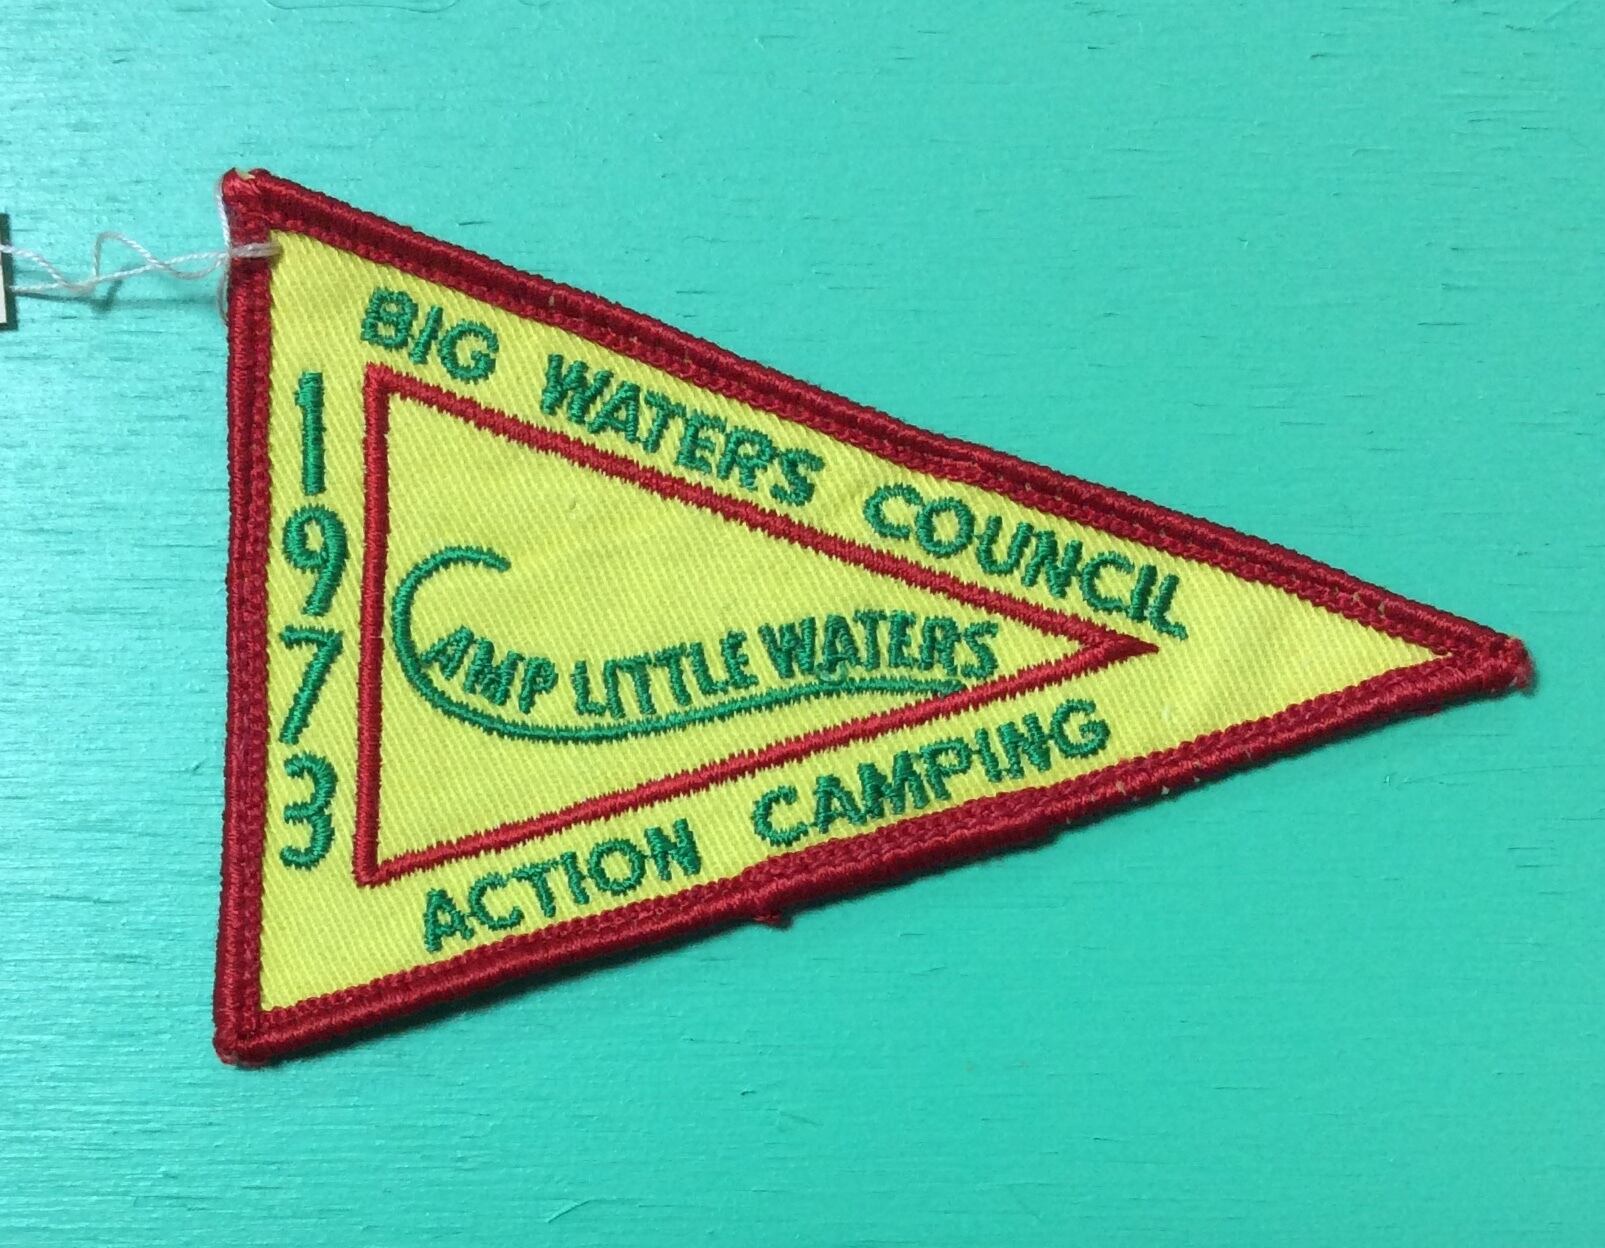 BIG WATERS COUNCIL
1973
CAMP LITTLE WATERS
ACTION CAMPING